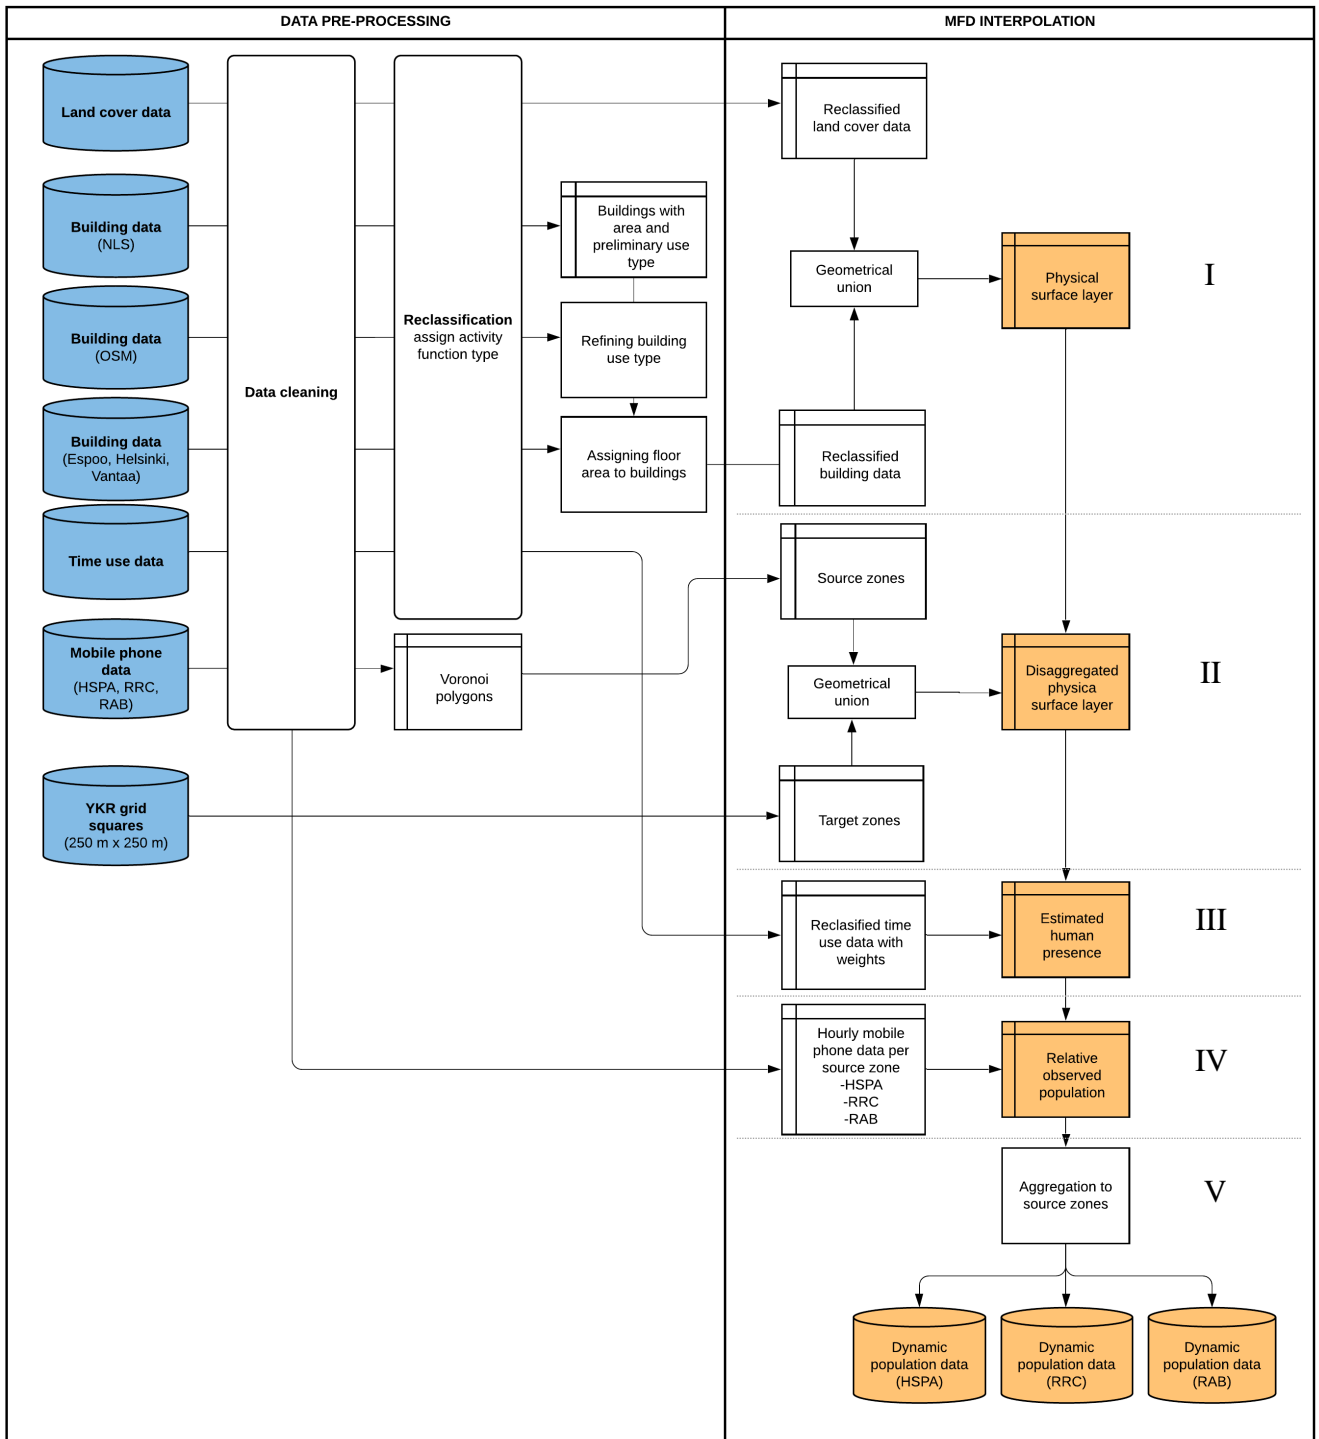 DATA PRE-PROCESSING
MFD INTERPOLATION
Land cover data
Building data
(NLS)
Building data
(OSM)
Building data
(Espoo, Helsinki,
Vantaa)
Time use data
Mobile phone
data
(HSPA, RRC,
RAB)
YKR grid
squares
(250 m x 250 m)
Data cleaning
Reclassification
assign activity
function type
Voronoi
polygons
Buildings with
area and
preliminary use
type
Refining building
use type
Assigning floor
area to buildings
Reclassified
land cover data
Geometrical
union
Physical
surface layer
I
Reclassified
building data
Source zones
Geometrical
union
Disaggregated
physica
surface layer
II
Target zones
Reclasified time
use data with
weights
Estimated
human
presence
III
Hourly mobile
phone data per
source zone
-HSPA
-RRC
-RAB
Relative
observed
population
IV
Aggregation to
source zones
V
Dynamic
population data
(HSPA)
Dynamic
population data
(RRC)
Dynamic
population data
(RAB)